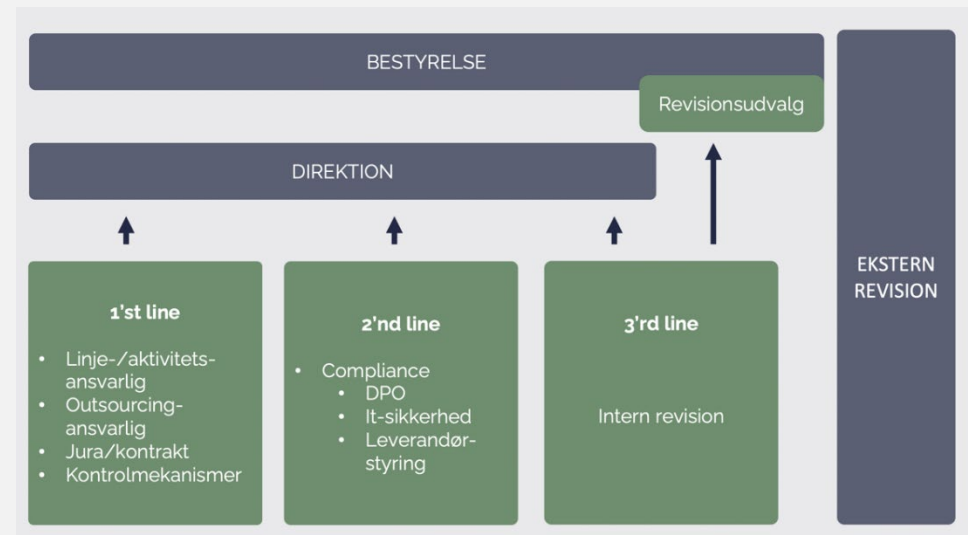 BESTYRELSE
Revisionsudvalg
DIREKTION
EKSTERN
REVISION
1'st line
• Linje-/aktivitets-
ansvarlig
• Outsourcing-
ansvarlig
• Jura/kontrakt
• Kontrolmekanismer
2'nd line
• Compliance
• DPO
• It-sikkerhed
• Leverandør-
styring
3'rd line
Intern revision